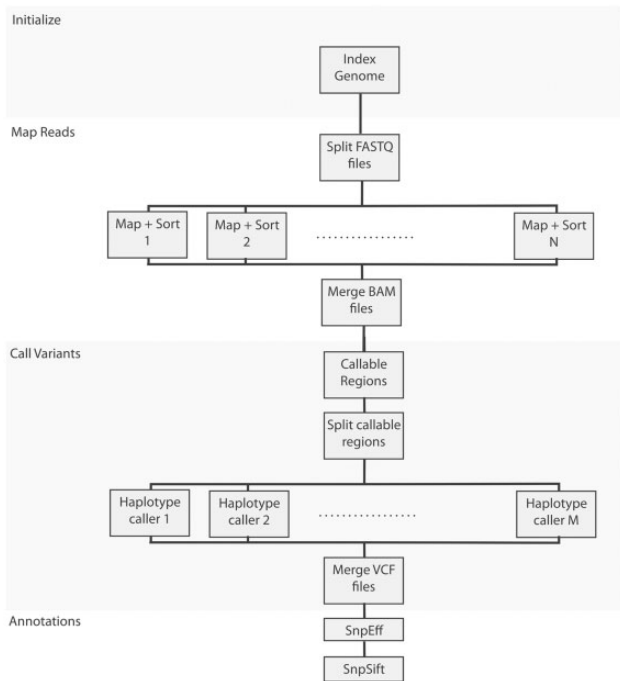 Initialize
Index
Genome
Map Reads
Split FASTQ
files
Map + Sort
1
Map + Sort
2
..................
Map + Sort
N
Merge BAM
files
Call Variants
Callable
Regions
Split callable
regions
Haplotype
caller 1
Haplotype
caller 2
..................
Haplotype
caller M
Merge VCF
files
Annotations
SnpEff
SnpSift